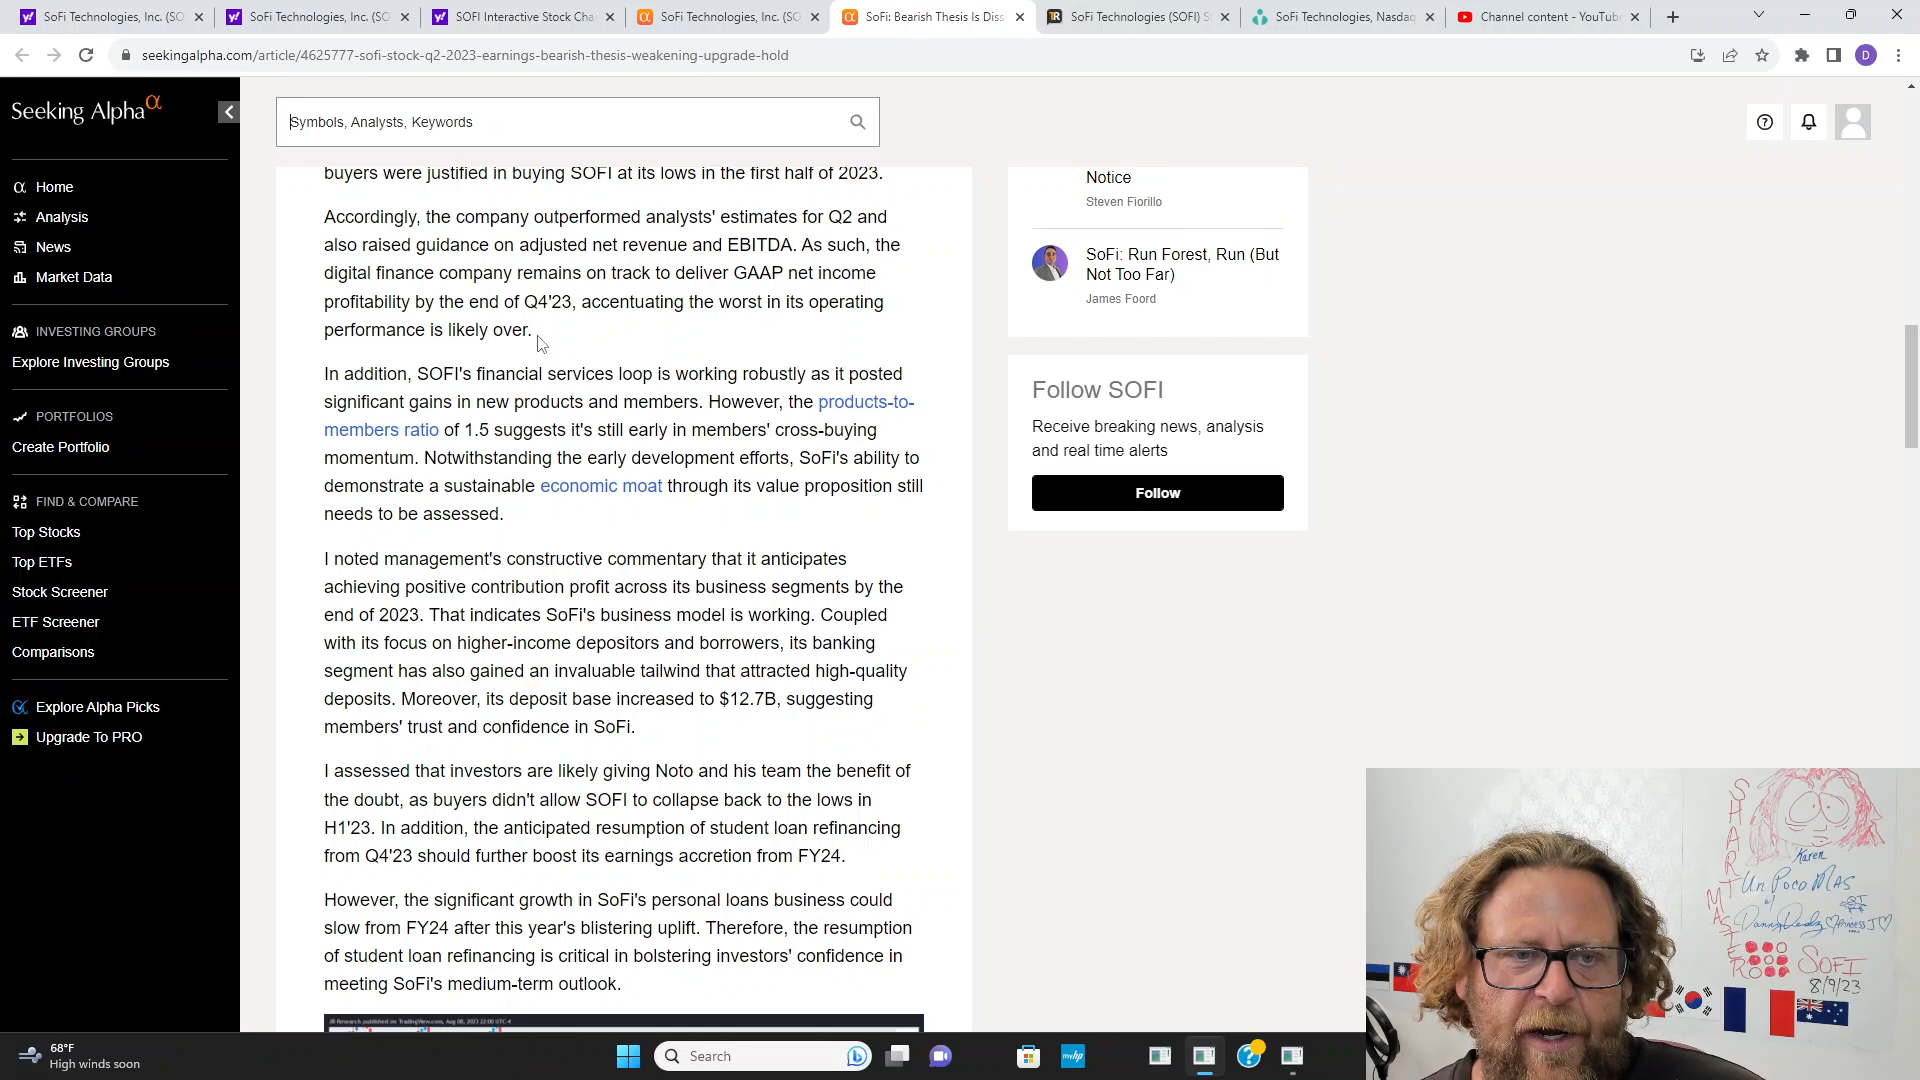 SoFi Technologies, Inc. (SO
SoFi Technologies, Inc. (SO
SOFI Interactive Stock Cha
SoFi Technologies, Inc. (SO
SoFi: Bearish Thesis Is Diss
SoFi Technologies (SOFI) S
SoFi Technologies, Nasdaq
Channel content - YouTube
seekingalpha.com/article/4625777-sofi-stock-q2-2023-earnings-bearish-thesis-weakening-upgrade-hold
D
Seeking Alpha α
Symbols, Analysts, Keywords
Home
Analysis
News
Market Data
INVESTING GROUPS
Explore Investing Groups
PORTFOLIOS
Create Portfolio
FIND & COMPARE
Top Stocks
Top ETFs
Stock Screener
ETF Screener
Comparisons
Explore Alpha Picks
Upgrade To PRO
buyers were justified in buying SOFI at its lows in the first half of 2023.
Accordingly, the company outperformed analysts' estimates for Q2 and
also raised guidance on adjusted net revenue and EBITDA. As such, the
digital finance company remains on track to deliver GAAP net income
profitability by the end of Q4'23, accentuating the worst in its operating
performance is likely over.
In addition, SOFI's financial services loop is working robustly as it posted
significant gains in new products and members. However, the products-to-
members ratio of 1.5 suggests it's still early in members' cross-buying
momentum. Notwithstanding the early development efforts, SoFi's ability to
demonstrate a sustainable economic moat through its value proposition still
needs to be assessed.
I noted management's constructive commentary that it anticipates
achieving positive contribution profit across its business segments by the
end of 2023. That indicates SoFi's business model is working. Coupled
with its focus on higher-income depositors and borrowers, its banking
segment has also gained an invaluable tailwind that attracted high-quality
deposits. Moreover, its deposit base increased to $12.7B, suggesting
members' trust and confidence in SoFi.
I assessed that investors are likely giving Noto and his team the benefit of
the doubt, as buyers didn't allow SOFI to collapse back to the lows in
H1'23. In addition, the anticipated resumption of student loan refinancing
from Q4'23 should further boost its earnings accretion from FY24.
However, the significant growth in SoFi's personal loans business could
slow from FY24 after this year's blistering uplift. Therefore, the resumption
of student loan refinancing is critical in bolstering investors' confidence in
meeting SoFi's medium-term outlook.
JR Research published on TradingView.com, Aug 08, 2023 22:00 UTC-4
Notice
Steven Fiorillo
SoFi: Run Forest, Run (But
Not Too Far)
James Foord
Follow SOFI
Receive breaking news, analysis
and real time alerts
Follow
SHART
MASTER
Karen
Un Poco Mas
w/
Danny Dealz
Princess J
SOFI
8/9/23
68°F
High winds soon
Search
myhp